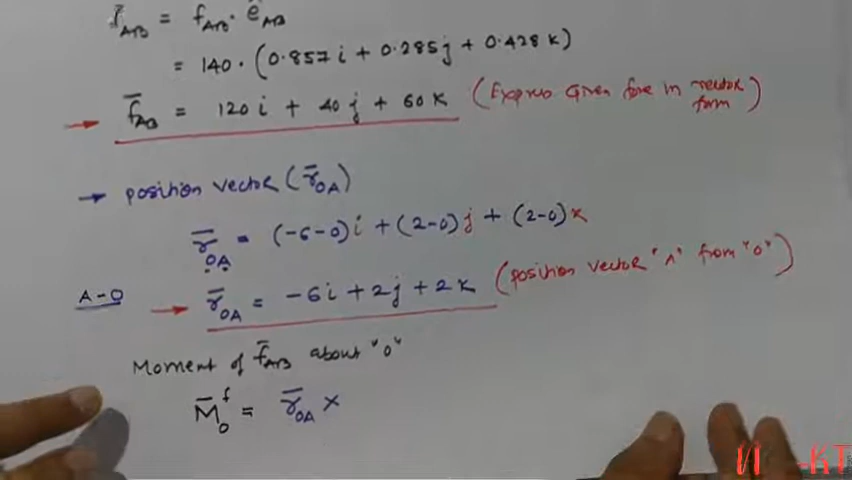 F̄AB = fAB · ēAB
= 140 · (0.857 i + 0.285 j + 0.428 K)
f̄AB = 120 i + 40 j + 60 K (Express Given force in vector form)
→ position vector (r̄OA)
r̄OA = (-6-0) i + (2-0) j + (2-0) K
A-O → r̄OA = -6i + 2j + 2K (position vector "A" from "O")
Moment of f̄AB about "O"
M̄O^f = r̄OA ×